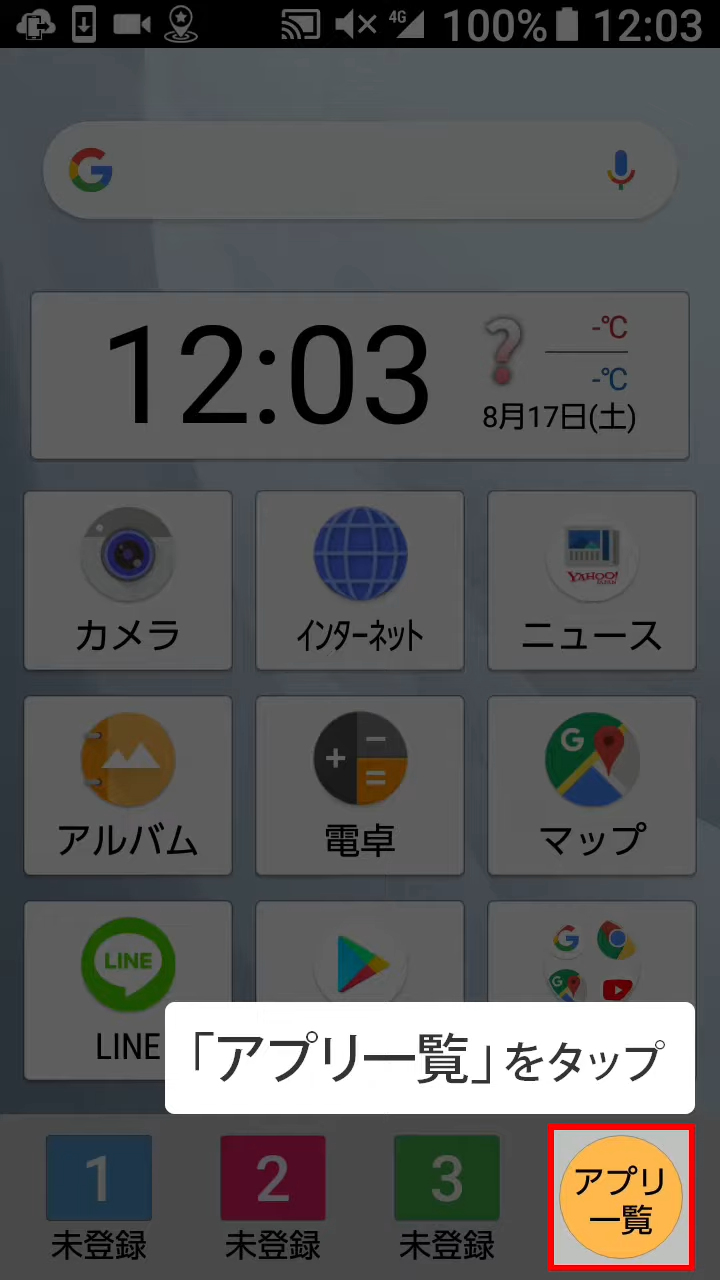 4G 100% 12:03
12:03
-℃
-℃
8月17日(土)
カメラ
インターネット
YAHOO!
JAPAN
ニュース
アルバム
電卓
マップ
LINE
LINE
「アプリ一覧」をタップ
1
2
3
アプリ
一覧
未登録
未登録
未登録